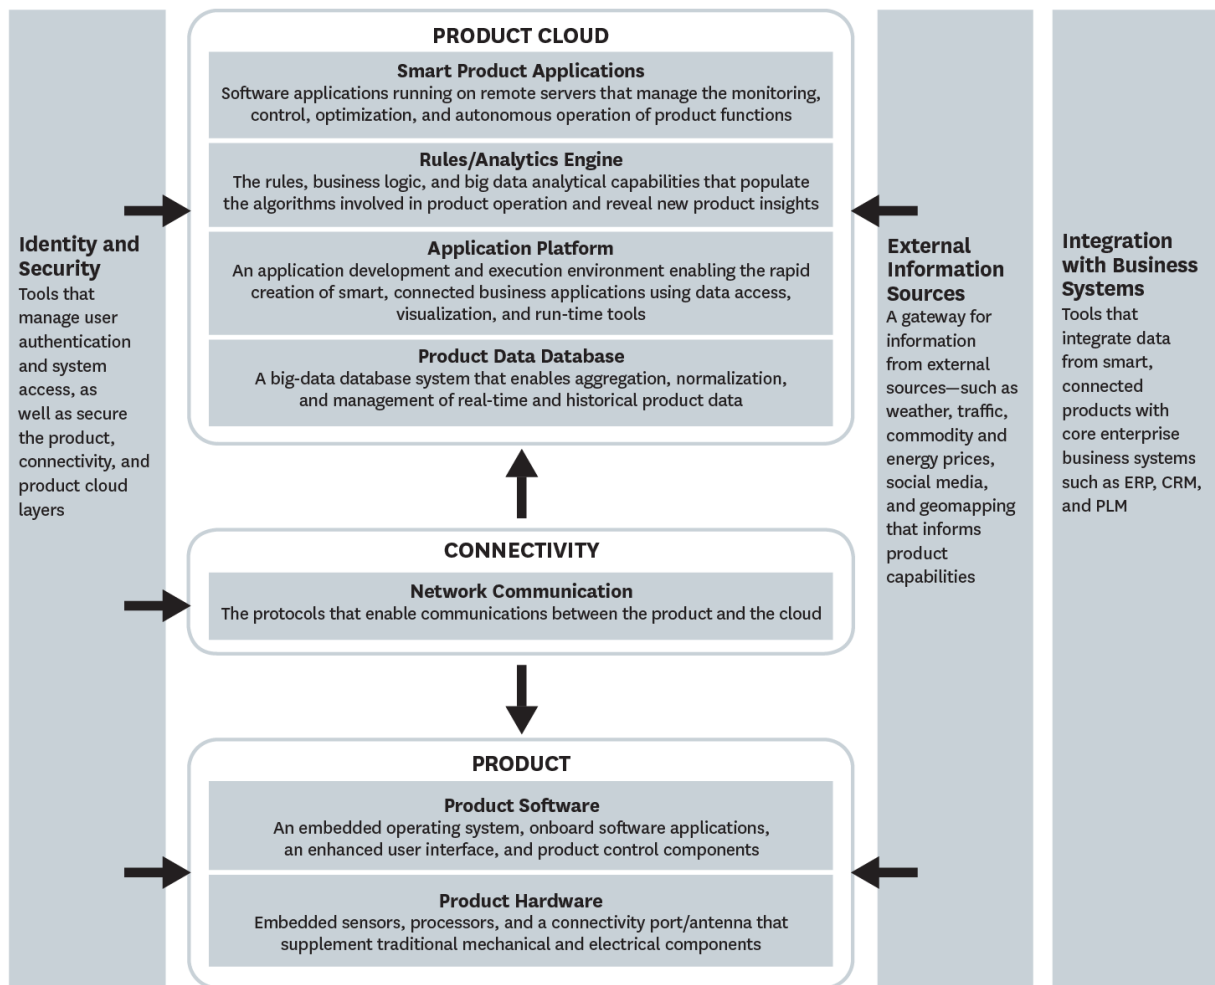 PRODUCT CLOUD
Smart Product Applications
Software applications running on remote servers that manage the monitoring,
control, optimization, and autonomous operation of product functions
Rules/Analytics Engine
The rules, business logic, and big data analytical capabilities that populate
the algorithms involved in product operation and reveal new product insights
Application Platform
An application development and execution environment enabling the rapid
creation of smart, connected business applications using data access,
visualization, and run-time tools
Product Data Database
A big-data database system that enables aggregation, normalization,
and management of real-time and historical product data
CONNECTIVITY
Network Communication
The protocols that enable communications between the product and the cloud
PRODUCT
Product Software
An embedded operating system, onboard software applications,
an enhanced user interface, and product control components
Product Hardware
Embedded sensors, processors, and a connectivity port/antenna that
supplement traditional mechanical and electrical components
Identity and
Security
Tools that
manage user
authentication
and system
access, as
well as secure
the product,
connectivity, and
product cloud
layers
External
Information
Sources
A gateway for
information
from external
sources—such as
weather, traffic,
commodity and
energy prices,
social media,
and geomapping
that informs
product
capabilities
Integration
with Business
Systems
Tools that
integrate data
from smart,
connected
products with
core enterprise
business systems
such as ERP, CRM,
and PLM